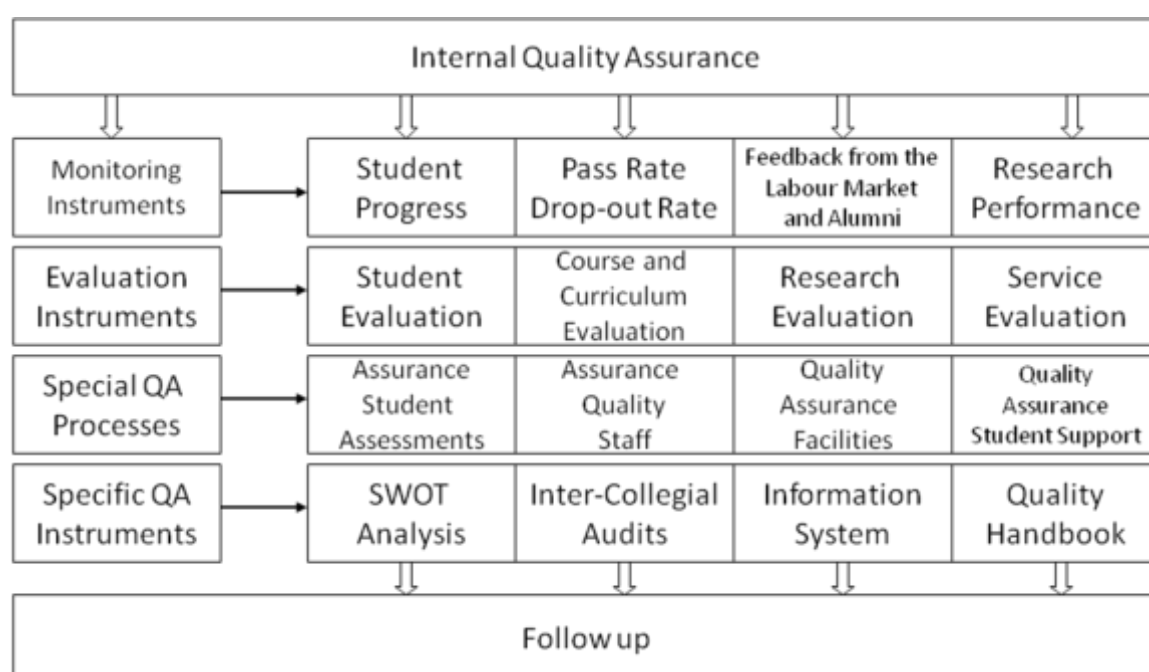 Internal Quality Assurance
Monitoring
Instruments
Student
Progress
Pass Rate
Drop-out Rate
Feedback from the
Labour Market
and Alumni
Research
Performance
Evaluation
Instruments
Student
Evaluation
Course and
Curriculum
Evaluation
Research
Evaluation
Service
Evaluation
Special QA
Processes
Assurance
Student
Assessments
Assurance
Quality
Staff
Quality
Assurance
Facilities
Quality
Assurance
Student Support
Specific QA
Instruments
SWOT
Analysis
Inter-Collegial
Audits
Information
System
Quality
Handbook
Follow up